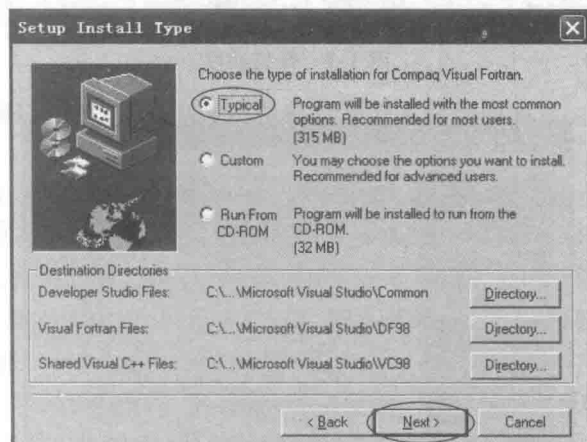 Setup Install Type
Choose the type of installation for Compaq Visual Fortran.
Typical
Program will be installed with the most common
options. Recommended for most users.
(315 MB)
Custom
You may choose the options you want to install.
Recommended for advanced users.
Run From
CD-ROM
Program will be installed to run from the
CD-ROM.
(32 MB)
Destination Directories
Developer Studio Files: C:\...\Microsoft Visual Studio\Common Directory...
Visual Fortran Files: C:\...\Microsoft Visual Studio\DF98 Directory...
Shared Visual C++ Files: C:\...\Microsoft Visual Studio\VC98 Directory...
< Back Next > Cancel